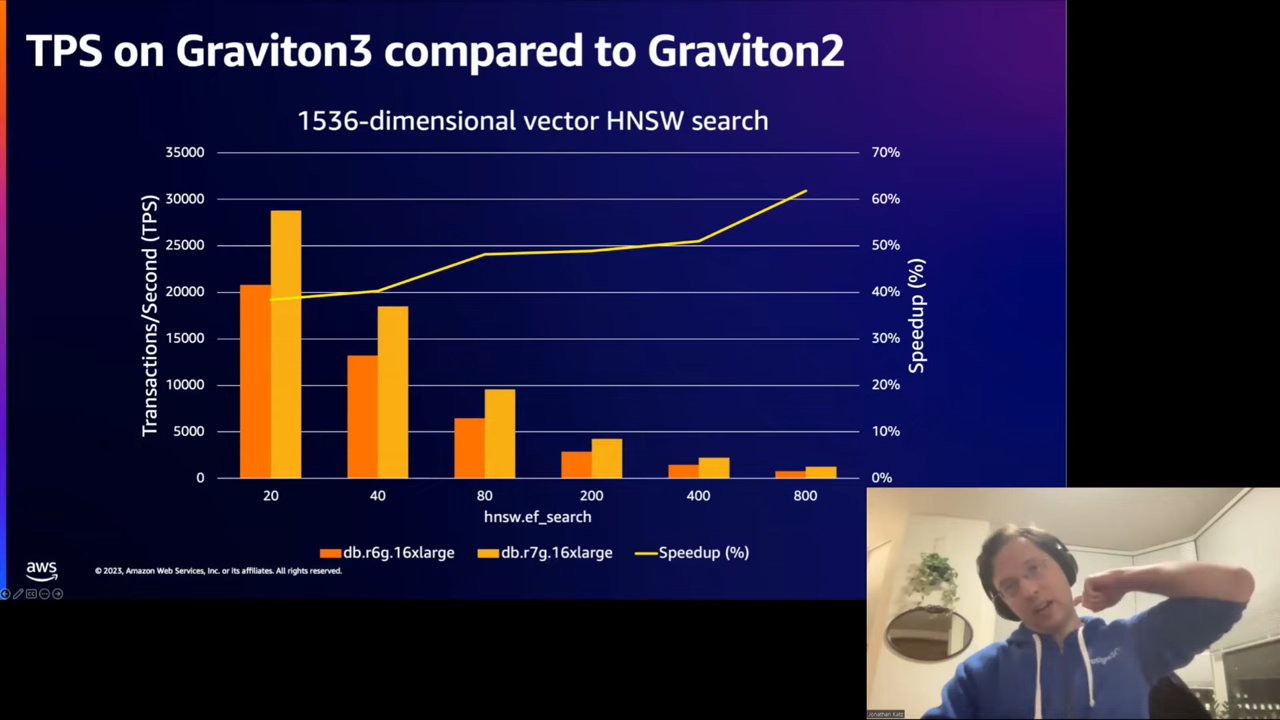 TPS on Graviton3 compared to Graviton2
1536-dimensional vector HNSW search
Transactions/Second (TPS)
35000
30000
25000
20000
15000
10000
5000
0
70%
60%
50%
40%
30%
20%
10%
0%
Speedup (%)
20 40 80 200 400 800
hnsw.ef_search
db.r6g.16xlarge db.r7g.16xlarge Speedup (%)
aws
© 2023, Amazon Web Services, Inc. or its affiliates. All rights reserved.
Jonathan Katz